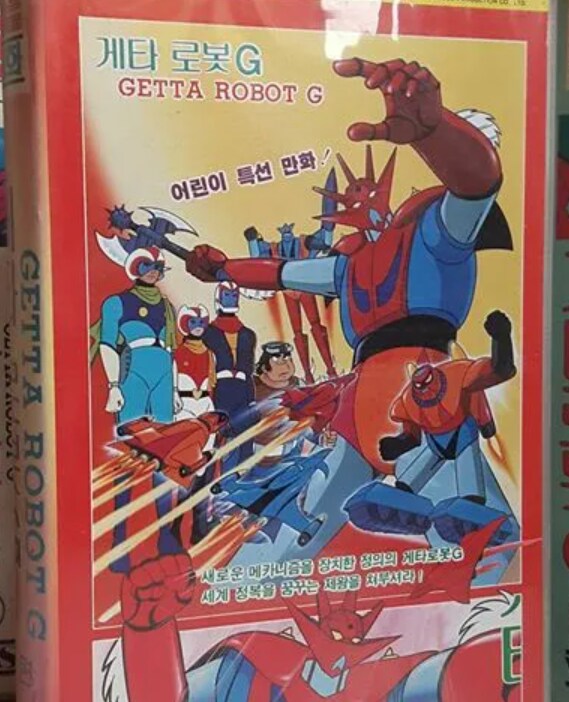 게타 로봇G
GETTA ROBOT G
어린이 특선 만화!
새로운 메카니즘을 장치한 정의의 게타로봇G
세계 정복을 꿈꾸는 제왕을 처부셔라!
GETTA ROBOT G